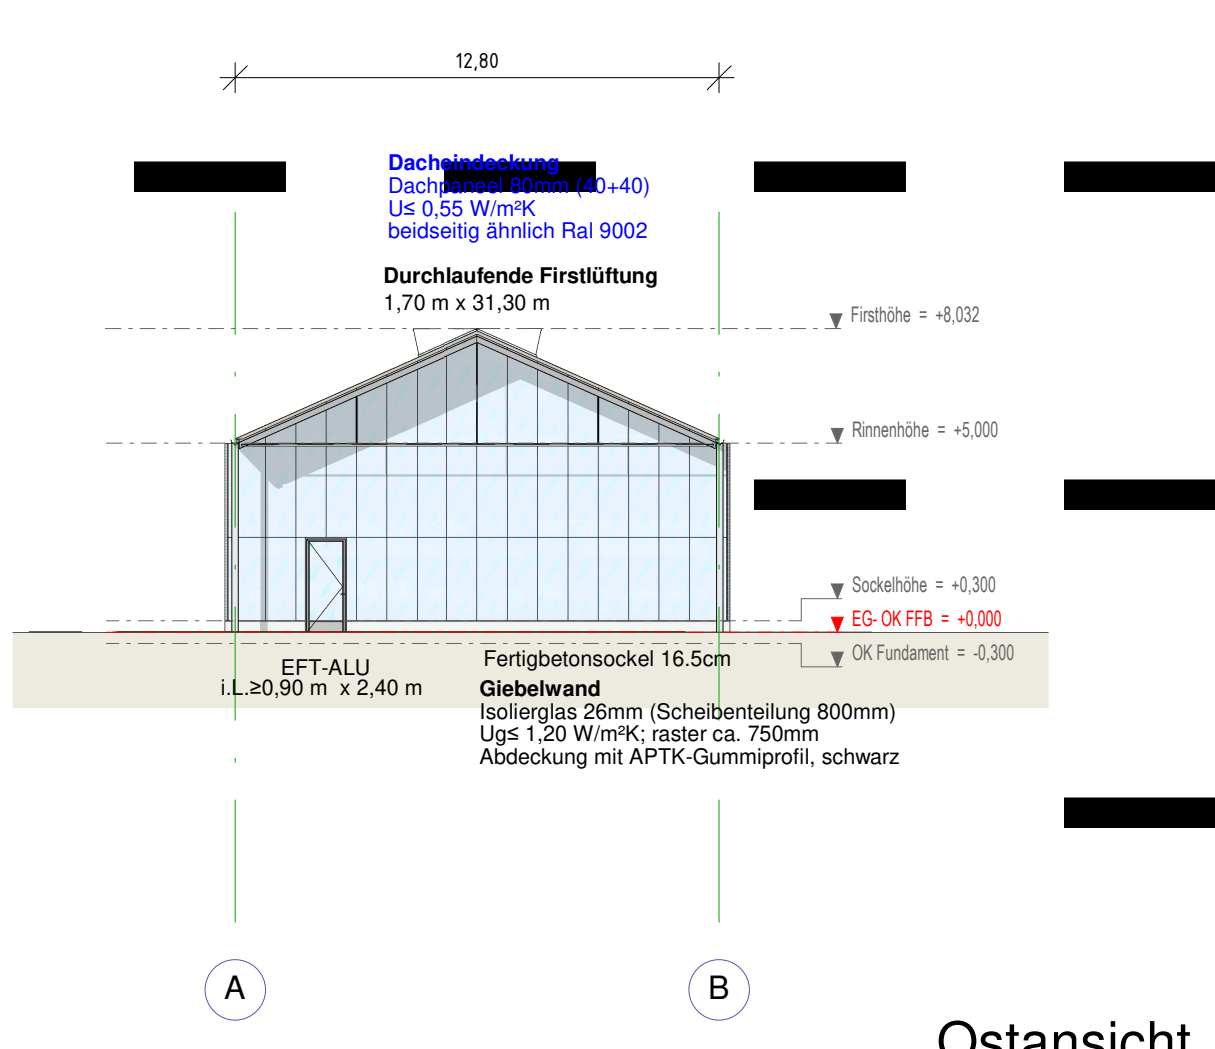 12,80
Dacheindeckung
Dachpaneel 80mm (40+40)
U≤ 0,55 W/m²K
beidseitig ähnlich Ral 9002
Durchlaufende Firstlüftung
1,70 m x 31,30 m
Firsthöhe = +8,032
Rinnenhöhe = +5,000
Sockelhöhe = +0,300
EG- OK FFB = +0,000
OK Fundament = -0,300
EFT-ALU
i.L.≥0,90 m x 2,40 m
Fertigbetonsockel 16.5cm
Giebelwand
Isolierglas 26mm (Scheibenteilung 800mm)
Ug≤ 1,20 W/m²K; raster ca. 750mm
Abdeckung mit APTK-Gummiprofil, schwarz
A
B
Ostansicht